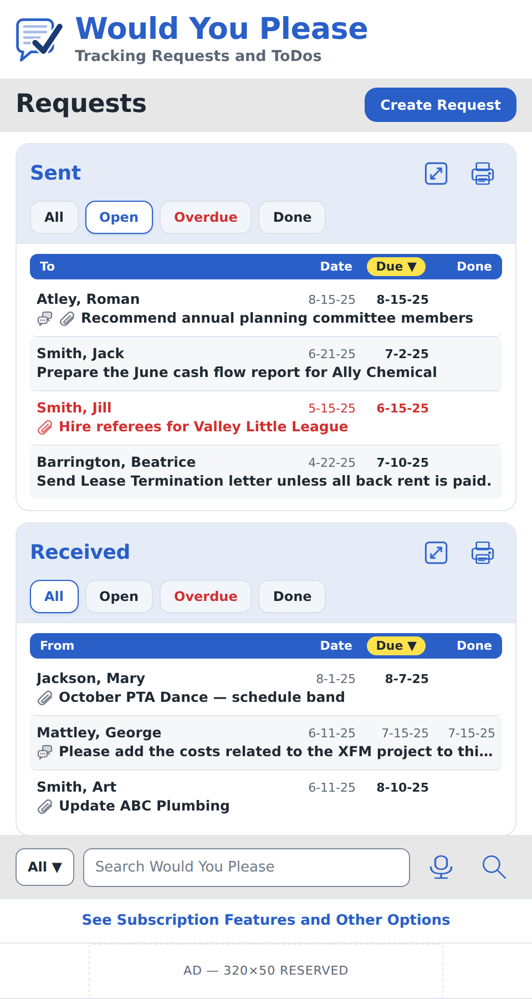 Would You Please
Tracking Requests and ToDos
Requests
Create Request
Sent
All Open Overdue Done
To Date Due ▼ Done
Atley, Roman 8-15-25 8-15-25
Recommend annual planning committee members
Smith, Jack 6-21-25 7-2-25
Prepare the June cash flow report for Ally Chemical
Smith, Jill 5-15-25 6-15-25
Hire referees for Valley Little League
Barrington, Beatrice 4-22-25 7-10-25
Send Lease Termination letter unless all back rent is paid.
Received
All Open Overdue Done
From Date Due ▼ Done
Jackson, Mary 8-1-25 8-7-25
October PTA Dance — schedule band
Mattley, George 6-11-25 7-15-25 7-15-25
Please add the costs related to the XFM project to thi...
Smith, Art 6-11-25 8-10-25
Update ABC Plumbing
All ▼ Search Would You Please
See Subscription Features and Other Options
AD — 320×50 RESERVED